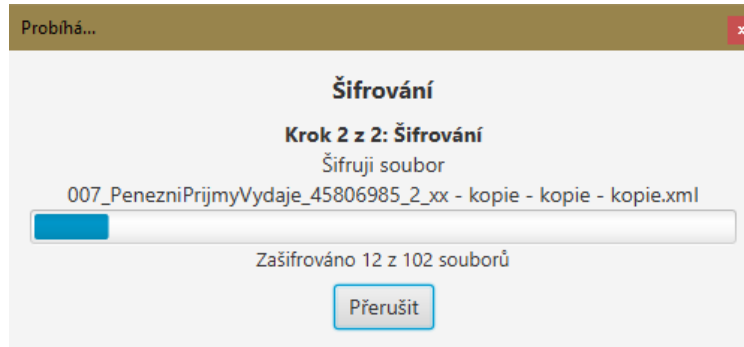 Probíhá...
x
Šifrování
Krok 2 z 2: Šifrování
Šifruji soubor
007_PenezniPrijmyVydaje_45806985_2_xx - kopie - kopie - kopie.xml
Zašifrováno 12 z 102 souborů
Přerušit